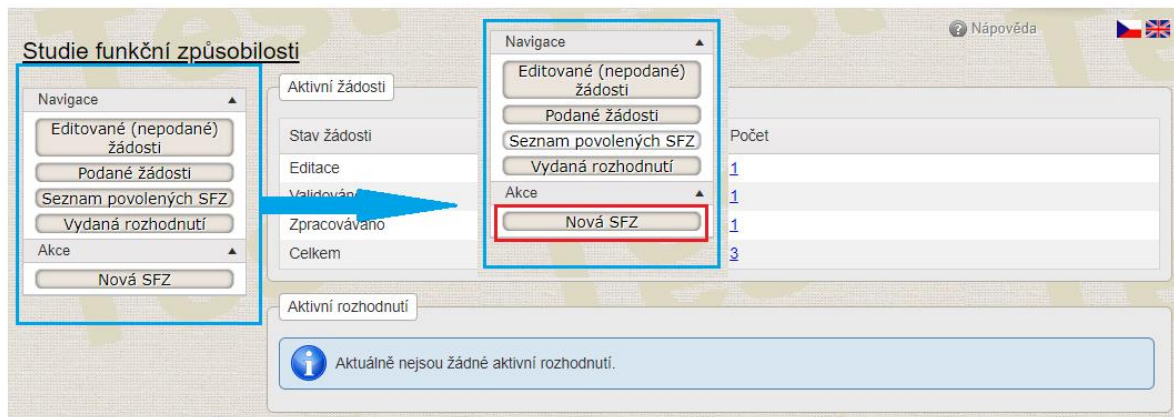 Nápověda
Studie funkční způsobilosti
Navigace
Editované (nepodané)
žádosti
Podané žádosti
Seznam povolených SFZ
Vydaná rozhodnutí
Akce
Nová SFZ
Navigace
Editované (nepodané)
žádosti
Podané žádosti
Seznam povolených SFZ
Vydaná rozhodnutí
Akce
Nová SFZ
Aktivní žádosti
Stav žádosti Počet
Editace 1
Validováno 1
Zpracováváno 1
Celkem 3
Aktivní rozhodnutí
Aktuálně nejsou žádné aktivní rozhodnutí.